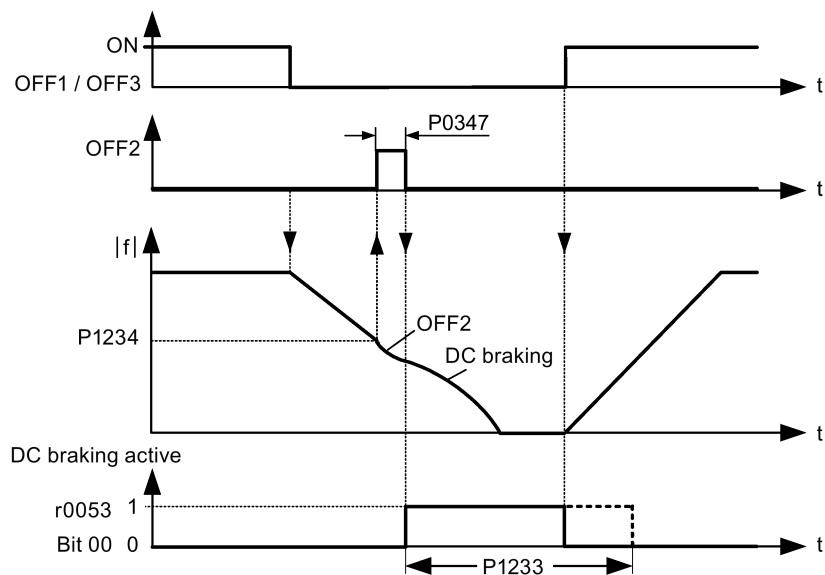 ON
OFF1 / OFF3
t
P0347
OFF2
t
|f|
P1234
OFF2
DC braking
t
DC braking active
r0053 1
Bit 00 0
t
P1233